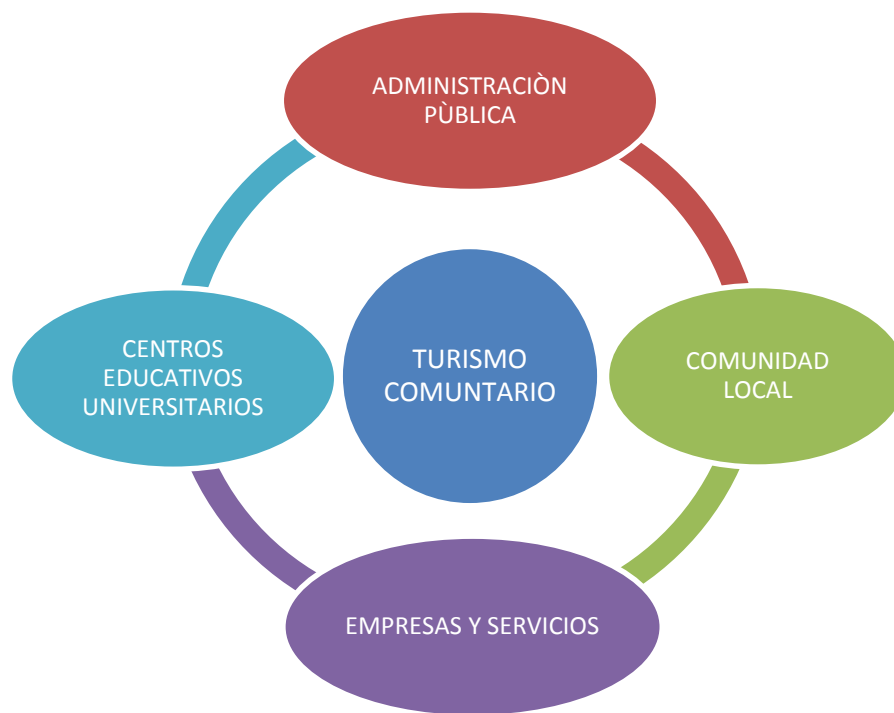 ADMINISTRACIÒN
PÙBLICA
CENTROS
EDUCATIVOS
UNIVERSITARIOS
TURISMO
COMUNTARIO
COMUNIDAD
LOCAL
EMPRESAS Y SERVICIOS